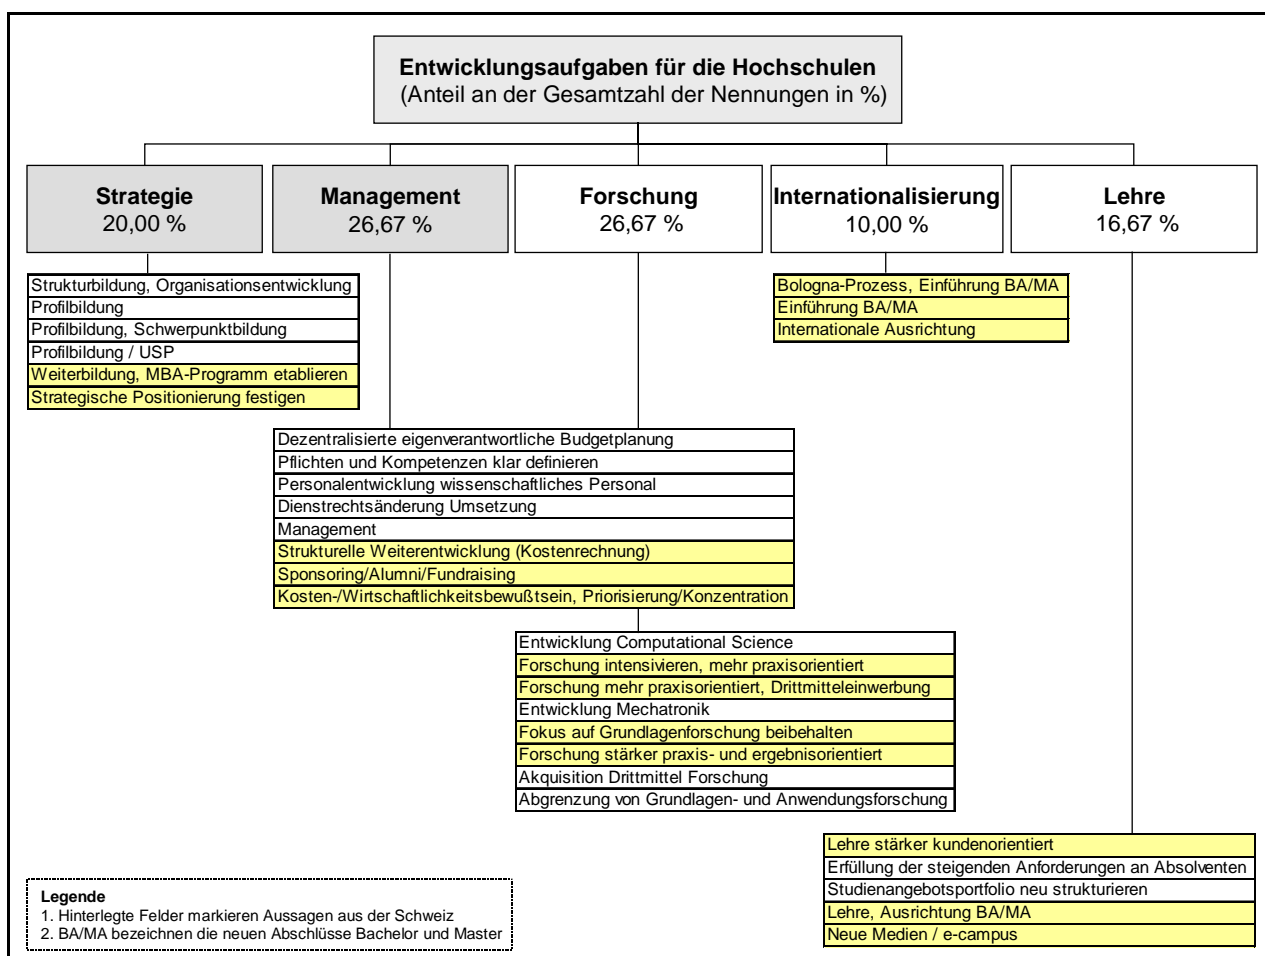 Entwicklungsaufgaben für die Hochschulen
(Anteil an der Gesamtzahl der Nennungen in %)
Strategie
20,00 %
Management
26,67 %
Forschung
26,67 %
Internationalisierung
10,00 %
Lehre
16,67 %
Strukturbildung, Organisationsentwicklung
Profilbildung
Profilbildung, Schwerpunktbildung
Profilbildung / USP
Weiterbildung, MBA-Programm etablieren
Strategische Positionierung festigen
Bologna-Prozess, Einführung BA/MA
Einführung BA/MA
Internationale Ausrichtung
Dezentralisierte eigenverantwortliche Budgetplanung
Pflichten und Kompetenzen klar definieren
Personalentwicklung wissenschaftliches Personal
Dienstrechtsänderung Umsetzung
Management
Strukturelle Weiterentwicklung (Kostenrechnung)
Sponsoring/Alumni/Fundraising
Kosten-/Wirtschaftlichkeitsbewußtsein, Priorisierung/Konzentration
Entwicklung Computational Science
Forschung intensivieren, mehr praxisorientiert
Forschung mehr praxisorientiert, Drittmitteleinwerbung
Entwicklung Mechatronik
Fokus auf Grundlagenforschung beibehalten
Forschung stärker praxis- und ergebnisorientiert
Akquisition Drittmittel Forschung
Abgrenzung von Grundlagen- und Anwendungsforschung
Lehre stärker kundenorientiert
Erfüllung der steigenden Anforderungen an Absolventen
Studienangebotsportfolio neu strukturieren
Lehre, Ausrichtung BA/MA
Neue Medien / e-campus
Legende
1. Hinterlegte Felder markieren Aussagen aus der Schweiz
2. BA/MA bezeichnen die neuen Abschlüsse Bachelor und Master